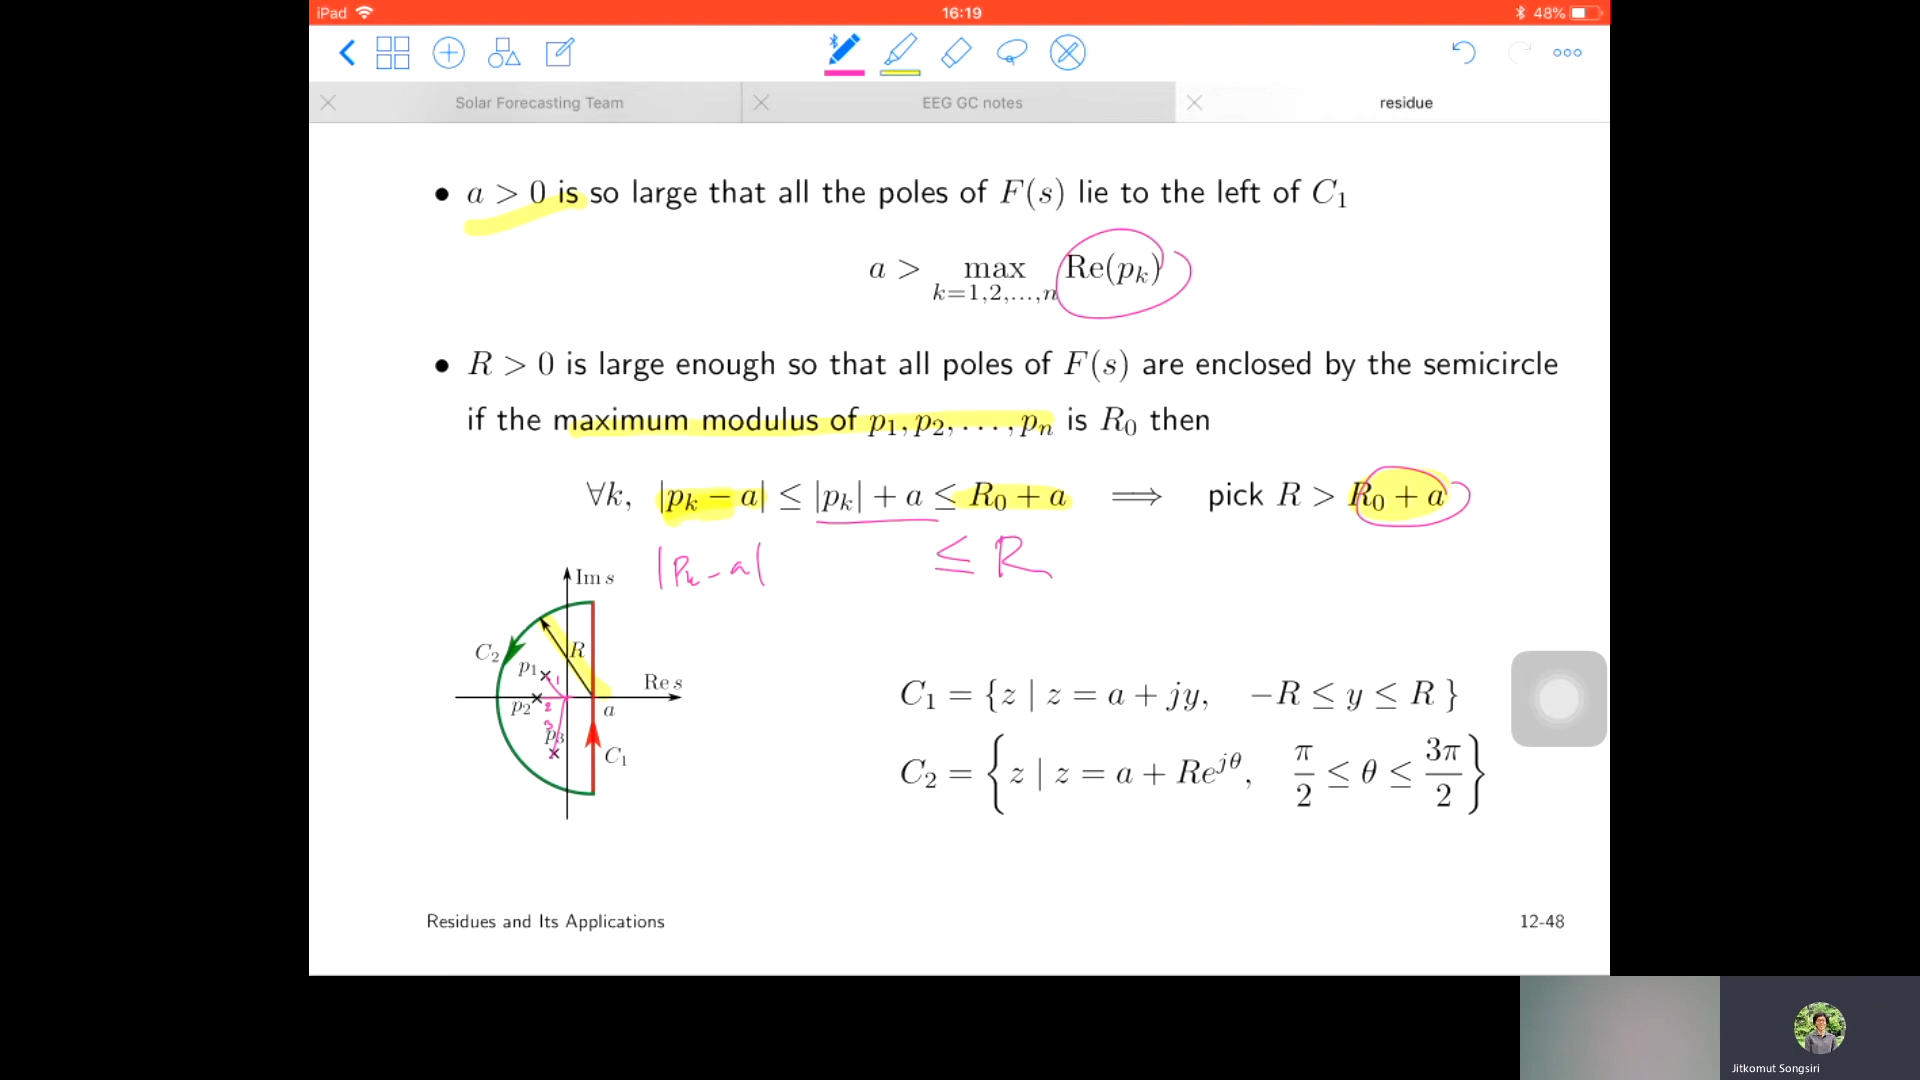 iPad 16:19 48%
Solar Forecasting Team EEG GC notes residue
• a > 0 is so large that all the poles of F(s) lie to the left of C₁
a > max Re(pₖ)
k=1,2,...,n
• R > 0 is large enough so that all poles of F(s) are enclosed by the semicircle
if the maximum modulus of p₁, p₂, . . . , pₙ is R₀ then
∀k, |pₖ − a| ≤ |pₖ| + a ≤ R₀ + a ⟹ pick R > R₀ + a
|Pₖ - a| ≤ R
Im s
C₂
R
p₁ 1
Re s
p₂ 2
a
3
p₃
C₁
C₁ = {z | z = a + jy, −R ≤ y ≤ R }
C₂ = {z | z = a + Re^{jθ}, π/2 ≤ θ ≤ 3π/2}
Residues and Its Applications 12-48
Jitkomut Songsiri